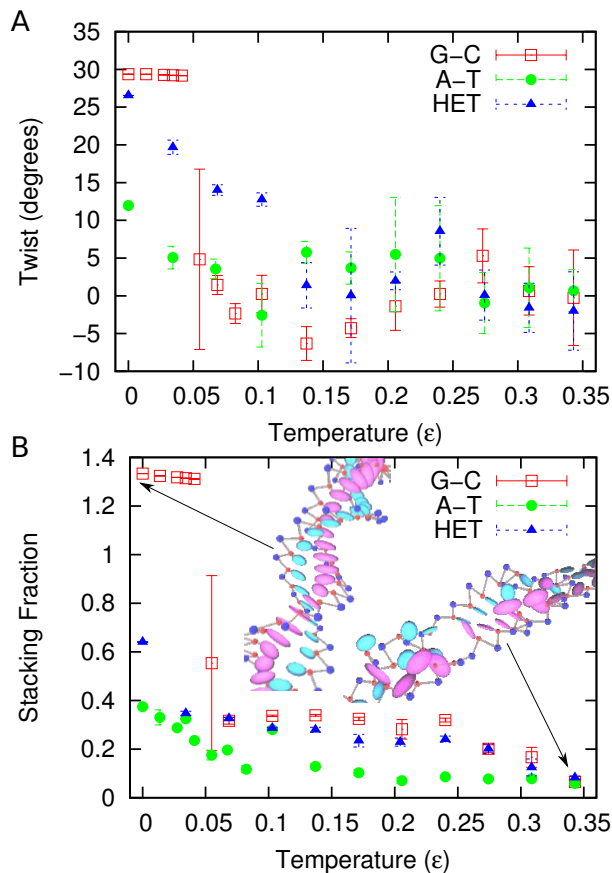 A
35
30
25
20
15
10
5
0
−5
−10
Twist (degrees)
G−C
A−T
HET
0
0.05
0.1
0.15
0.2
0.25
0.3
0.35
Temperature (ε)
B
1.4
1.2
1
0.8
0.6
0.4
0.2
0
Stacking Fraction
G−C
A−T
HET
0
0.05
0.1
0.15
0.2
0.25
0.3
0.35
Temperature (ε)